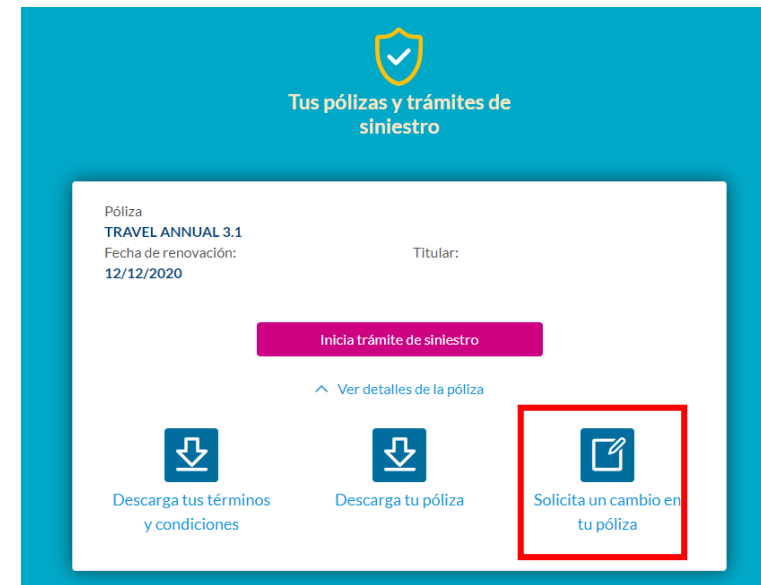 Tus pólizas y trámites de
siniestro
Póliza
TRAVEL ANNUAL 3.1
Fecha de renovación:
Titular:
12/12/2020
Inicia trámite de siniestro
Ver detalles de la póliza
Descarga tus términos
y condiciones
Descarga tu póliza
Solicita un cambio en
tu póliza